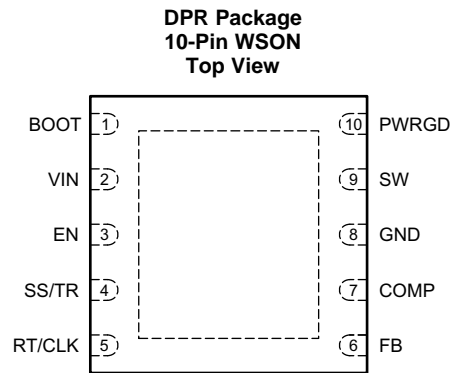 DPR Package
10-Pin WSON
Top View
BOOT 1 10 PWRGD
VIN 2 9 SW
EN 3 8 GND
SS/TR 4 7 COMP
RT/CLK 5 6 FB